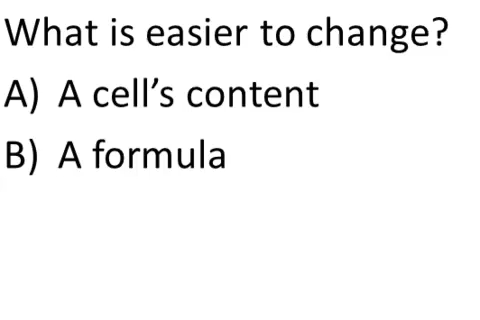 What is easier to change?
A) A cell’s content
B) A formula